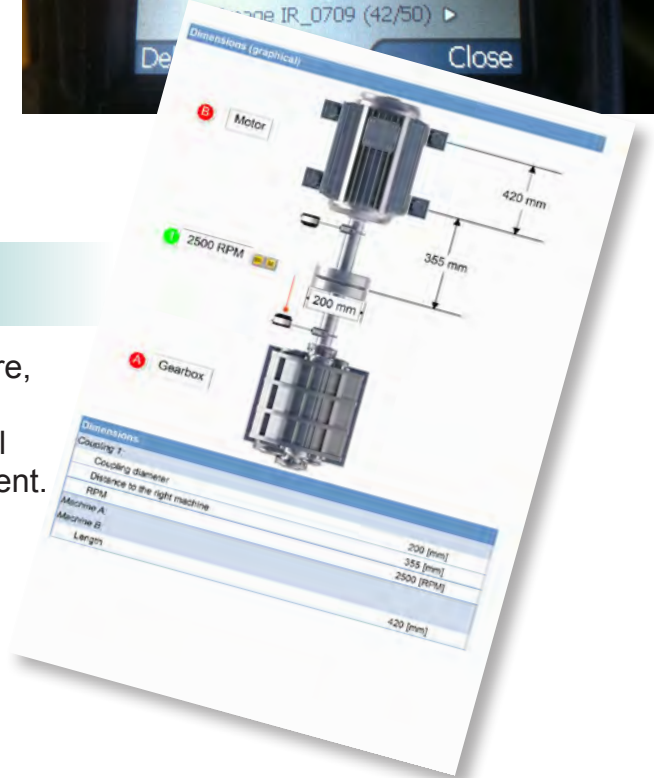 age IR_0709 (42/50)
De
Close
Dimensions (graphical)
B
Motor
420 mm
355 mm
2500 RPM
200 mm
A
Gearbox
re,
l
ent.
Dimensions
Coupling 1:
Coupling diameter 200 [mm]
Distance to the right machine 355 [mm]
RPM 2500 [RPM]
Machine A:
Machine B:
Length 420 [mm]